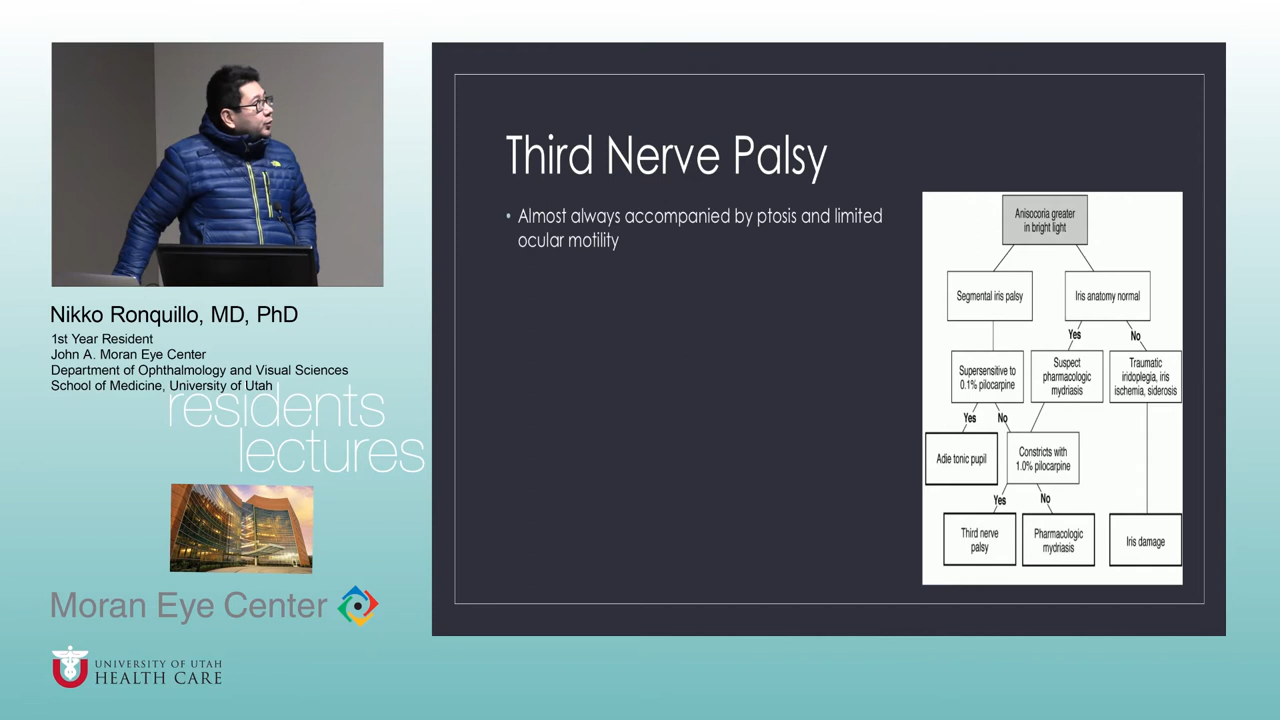 Third Nerve Palsy
• Almost always accompanied by ptosis and limited
ocular motility
Anisocoria greater
in bright light
Segmental iris palsy
Iris anatomy normal
Yes
No
Supersensitive to
0.1% pilocarpine
Suspect
pharmacologic
mydriasis
Traumatic
iridoplegia, iris
ischemia, siderosis
Yes
No
Adie tonic pupil
Constricts with
1.0% pilocarpine
Yes
No
Third nerve
palsy
Pharmacologic
mydriasis
Iris damage
Nikko Ronquillo, MD, PhD
1st Year Resident
John A. Moran Eye Center
Department of Ophthalmology and Visual Sciences
School of Medicine, University of Utah
residents
lectures
Moran Eye Center
UNIVERSITY OF UTAH
HEALTH CARE